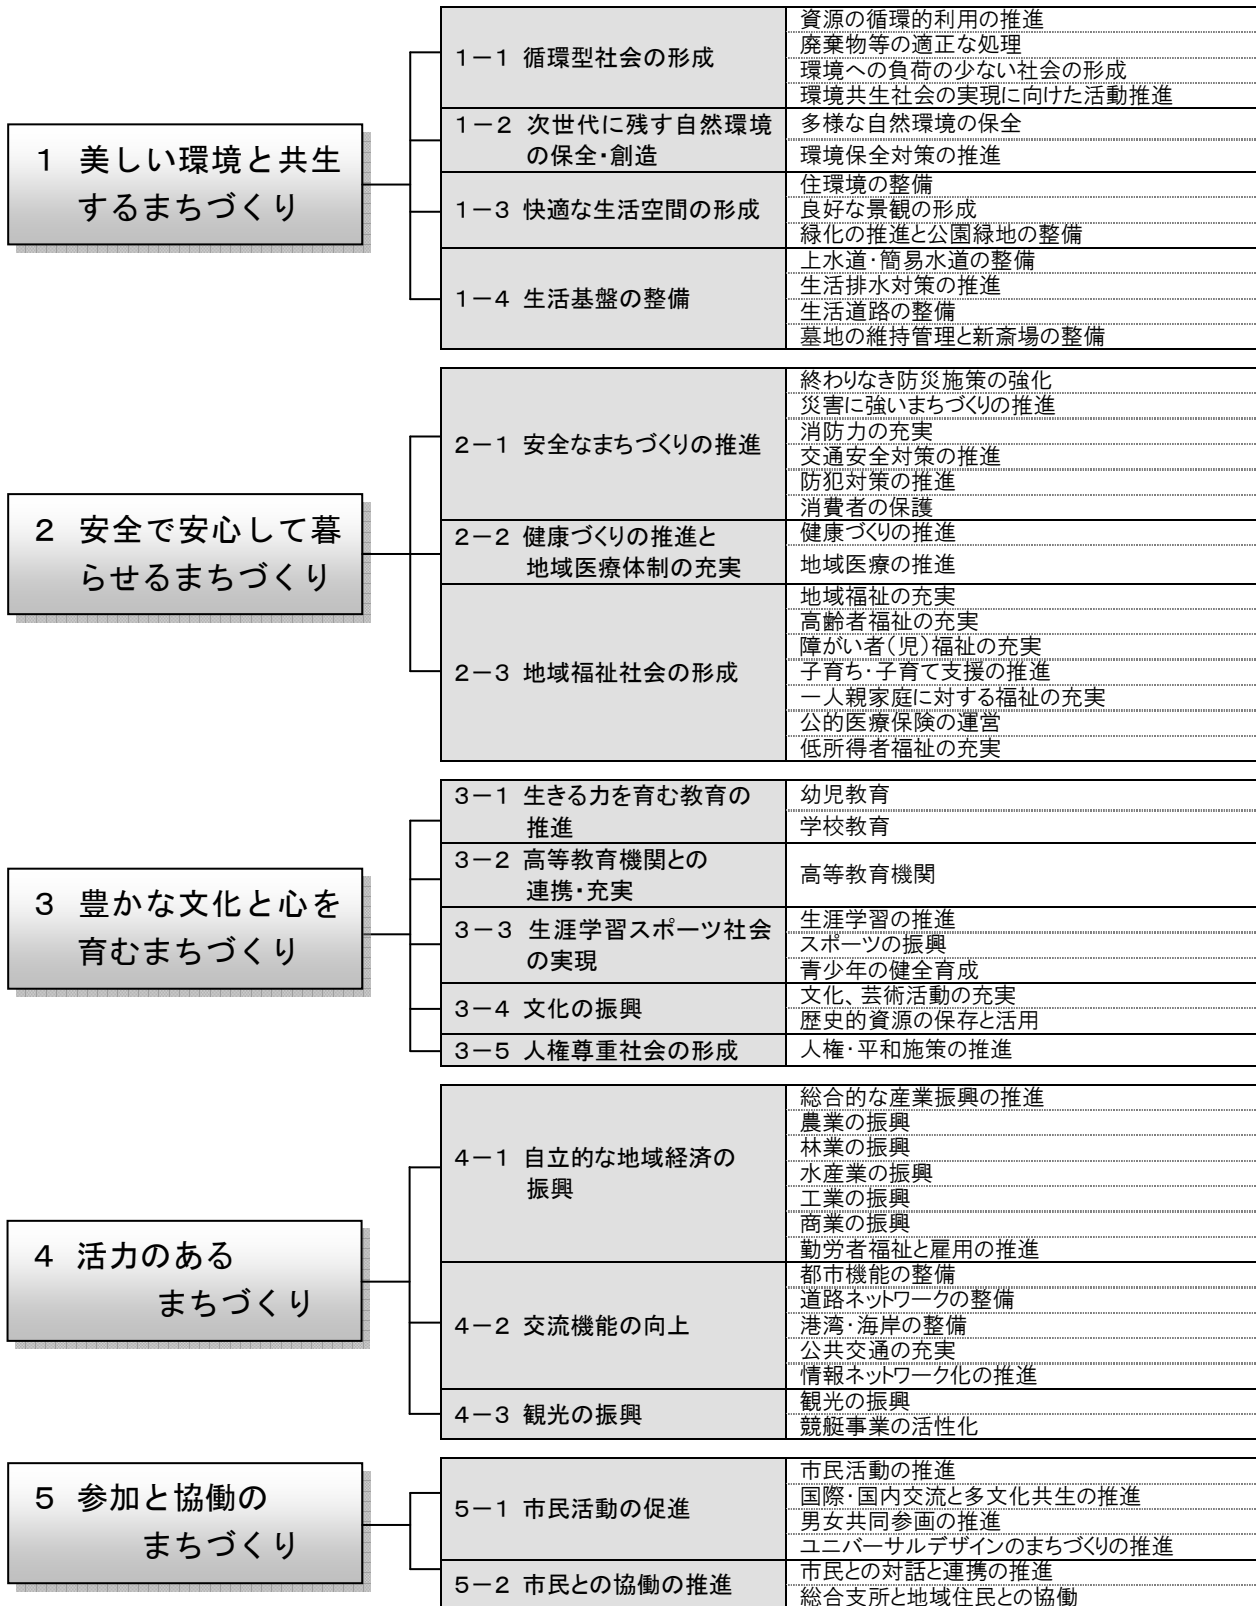 1 美しい環境と共生
するまちづくり
1－1 循環型社会の形成
資源の循環的利用の推進
廃棄物等の適正な処理
環境への負荷の少ない社会の形成
環境共生社会の実現に向けた活動推進
1－2 次世代に残す自然環境
の保全・創造
多様な自然環境の保全
環境保全対策の推進
1－3 快適な生活空間の形成
住環境の整備
良好な景観の形成
緑化の推進と公園緑地の整備
1－4 生活基盤の整備
上水道・簡易水道の整備
生活排水対策の推進
生活道路の整備
墓地の維持管理と新斎場の整備
2 安全で安心して暮
らせるまちづくり
2－1 安全なまちづくりの推進
終わりなき防災施策の強化
災害に強いまちづくりの推進
消防力の充実
交通安全対策の推進
防犯対策の推進
消費者の保護
2－2 健康づくりの推進と
地域医療体制の充実
健康づくりの推進
地域医療の推進
2－3 地域福祉社会の形成
地域福祉の充実
高齢者福祉の充実
障がい者（児）福祉の充実
子育ち・子育て支援の推進
一人親家庭に対する福祉の充実
公的医療保険の運営
低所得者福祉の充実
3 豊かな文化と心を
育むまちづくり
3－1 生きる力を育む教育の
推進
幼児教育
学校教育
3－2 高等教育機関との
連携・充実
高等教育機関
3－3 生涯学習スポーツ社会
の実現
生涯学習の推進
スポーツの振興
青少年の健全育成
3－4 文化の振興
文化、芸術活動の充実
歴史的資源の保存と活用
3－5 人権尊重社会の形成
人権・平和施策の推進
4 活力のある
まちづくり
4－1 自立的な地域経済の
振興
総合的な産業振興の推進
農業の振興
林業の振興
水産業の振興
工業の振興
商業の振興
勤労者福祉と雇用の推進
4－2 交流機能の向上
都市機能の整備
道路ネットワークの整備
港湾・海岸の整備
公共交通の充実
情報ネットワーク化の推進
4－3 観光の振興
観光の振興
競艇事業の活性化
5 参加と協働の
まちづくり
5－1 市民活動の促進
市民活動の推進
国際・国内交流と多文化共生の推進
男女共同参画の推進
ユニバーサルデザインのまちづくりの推進
5－2 市民との協働の推進
市民との対話と連携の推進
総合支所と地域住民との協働